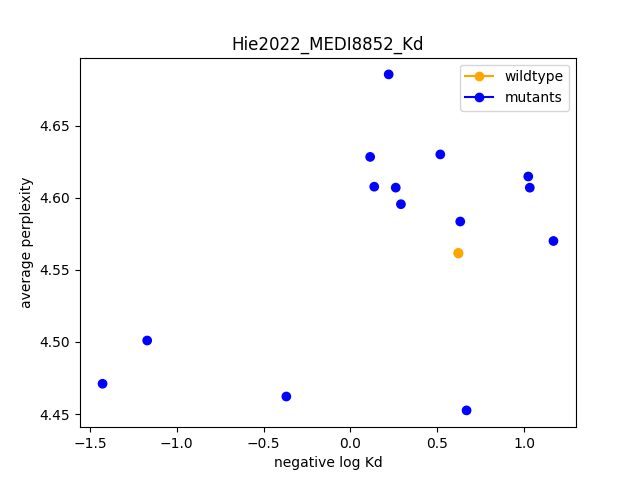 Hie2022_MEDI8852_Kd
wildtype
mutants
average perplexity
4.65
4.60
4.55
4.50
4.45
−1.5 −1.0 −0.5 0.0 0.5 1.0
negative log Kd